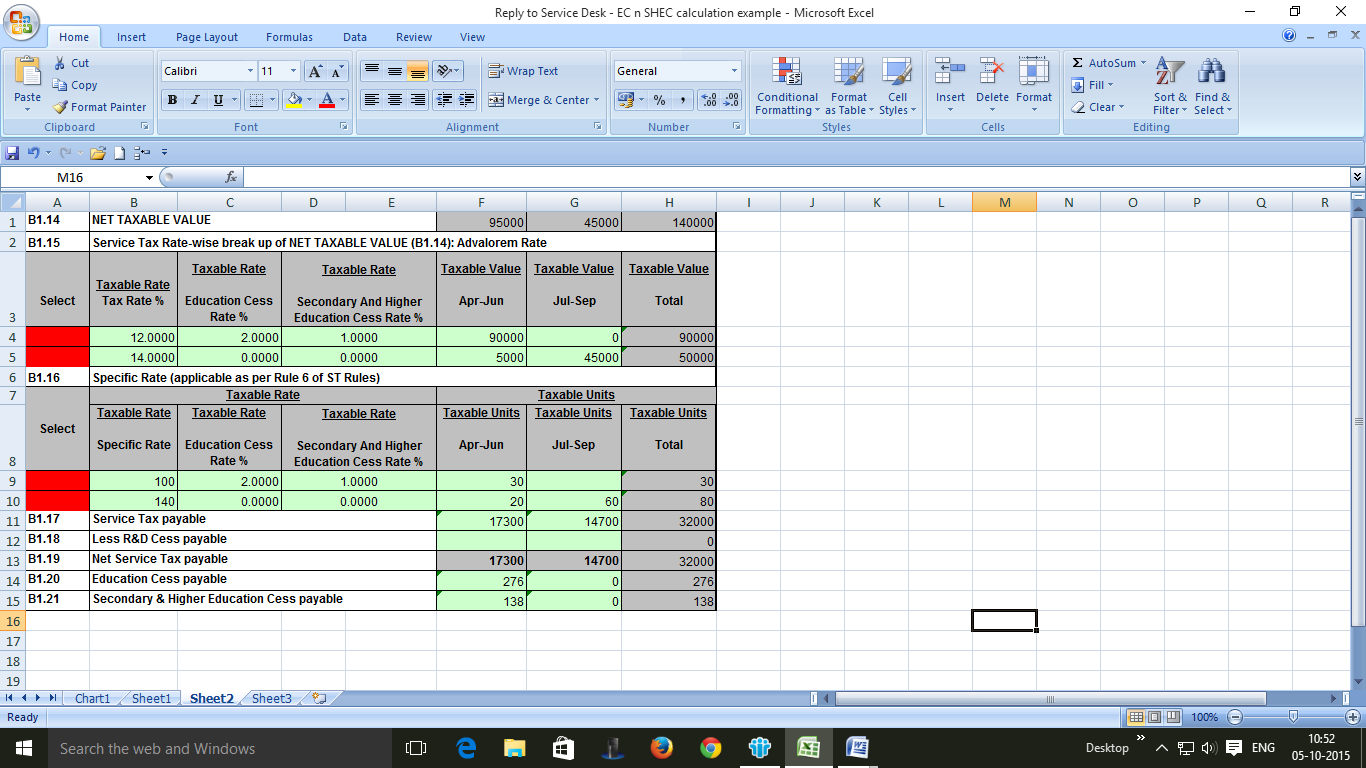 Reply to Service Desk - EC n SHEC calculation example - Microsoft Excel
Home Insert Page Layout Formulas Data Review View
Paste Cut Copy Format Painter Clipboard
Calibri 11 A A B I U A Font
Wrap Text Merge & Center Alignment
General % , .00 Number
Conditional Formatting Format as Table Cell Styles Styles
Insert Delete Format Cells
Σ AutoSum Fill Clear Sort & Filter Find & Select Editing
M16 fx
A B C D E F G H I J K L M N O P Q R
1 B1.14 NET TAXABLE VALUE 95000 45000 140000
2 B1.15 Service Tax Rate-wise break up of NET TAXABLE VALUE (B1.14): Advalorem Rate
3 Select Taxable Rate Tax Rate % Taxable Rate Education Cess Rate % Taxable Rate Secondary And Higher Education Cess Rate % Taxable Value Apr-Jun Taxable Value Jul-Sep Taxable Value Total
4 12.0000 2.0000 1.0000 90000 0 90000
5 14.0000 0.0000 0.0000 5000 45000 50000
6 B1.16 Specific Rate (applicable as per Rule 6 of ST Rules)
7 Taxable Rate Taxable Units
8 Select Taxable Rate Specific Rate Taxable Rate Education Cess Rate % Taxable Rate Secondary And Higher Education Cess Rate % Taxable Units Apr-Jun Taxable Units Jul-Sep Taxable Units Total
9 100 2.0000 1.0000 30 30
10 140 0.0000 0.0000 20 60 80
11 B1.17 Service Tax payable 17300 14700 32000
12 B1.18 Less R&D Cess payable 0
13 B1.19 Net Service Tax payable 17300 14700 32000
14 B1.20 Education Cess payable 276 0 276
15 B1.21 Secondary & Higher Education Cess payable 138 0 138
16
17
18
19
Chart1 Sheet1 Sheet2 Sheet3
Ready 100%
Search the web and Windows Desktop ENG 10:52
05-10-2015